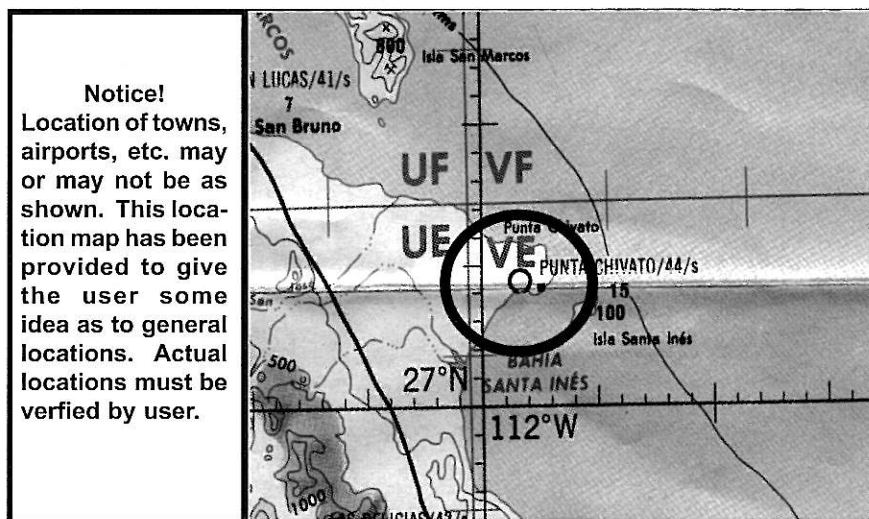 Notice!
Location of towns,
airports, etc. may
or may not be as
shown. This loca-
tion map has been
provided to give
the user some
idea as to general
locations. Actual
locations must be
verfied by user.
ARCOS
800
Isla San Marcos
N LUCAS/41/s
7
San Bruno
UF
VF
UE
VE
Punta Chivato
PUNTA CHIVATO/44/s
15
100
Isla Santa Inés
San
500
27°N
BAHIA
SANTA INÉS
112°W
1000